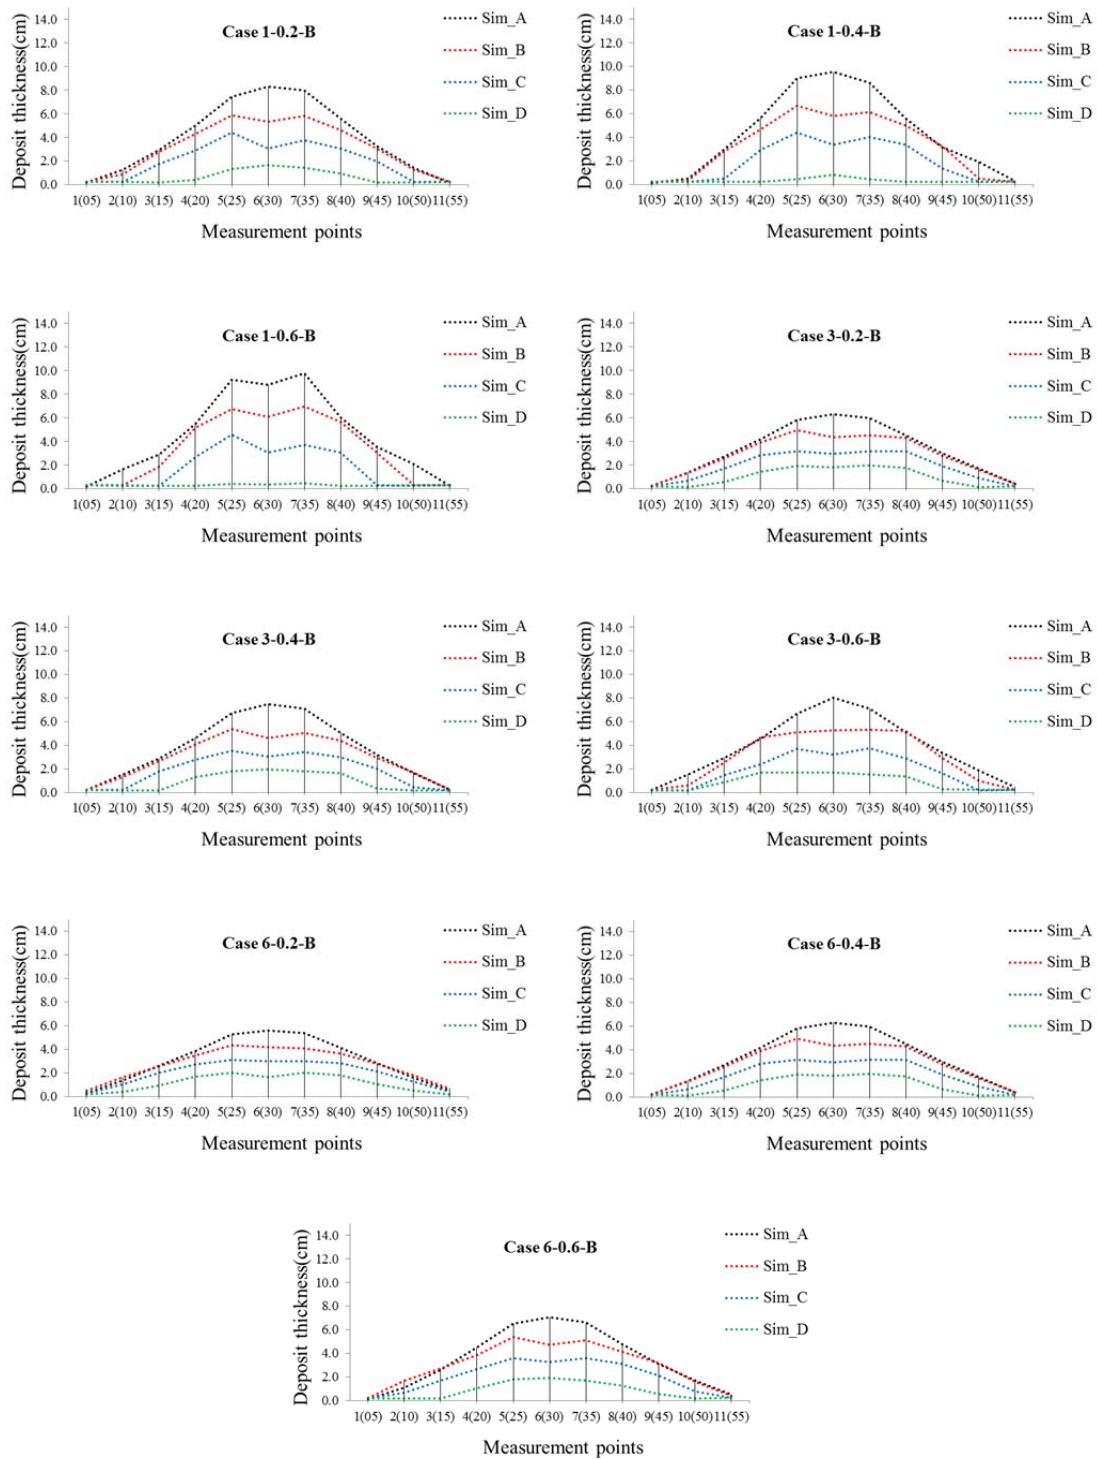 Case 1-0.2-B
Deposit thickness(cm)
14.0
12.0
10.0
8.0
6.0
4.0
2.0
0.0
Sim_A
Sim_B
Sim_C
Sim_D
1(05) 2(10) 3(15) 4(20) 5(25) 6(30) 7(35) 8(40) 9(45) 10(50) 11(55)
Measurement points
Case 1-0.4-B
Deposit thickness(cm)
14.0
12.0
10.0
8.0
6.0
4.0
2.0
0.0
Sim_A
Sim_B
Sim_C
Sim_D
1(05) 2(10) 3(15) 4(20) 5(25) 6(30) 7(35) 8(40) 9(45) 10(50) 11(55)
Measurement points
Case 1-0.6-B
Deposit thickness(cm)
14.0
12.0
10.0
8.0
6.0
4.0
2.0
0.0
Sim_A
Sim_B
Sim_C
Sim_D
1(05) 2(10) 3(15) 4(20) 5(25) 6(30) 7(35) 8(40) 9(45) 10(50) 11(55)
Measurement points
Case 3-0.2-B
Deposit thickness(cm)
14.0
12.0
10.0
8.0
6.0
4.0
2.0
0.0
Sim_A
Sim_B
Sim_C
Sim_D
1(05) 2(10) 3(15) 4(20) 5(25) 6(30) 7(35) 8(40) 9(45) 10(50) 11(55)
Measurement points
Case 3-0.4-B
Deposit thickness(cm)
14.0
12.0
10.0
8.0
6.0
4.0
2.0
0.0
Sim_A
Sim_B
Sim_C
Sim_D
1(05) 2(10) 3(15) 4(20) 5(25) 6(30) 7(35) 8(40) 9(45) 10(50) 11(55)
Measurement points
Case 3-0.6-B
Deposit thickness(cm)
14.0
12.0
10.0
8.0
6.0
4.0
2.0
0.0
Sim_A
Sim_B
Sim_C
Sim_D
1(05) 2(10) 3(15) 4(20) 5(25) 6(30) 7(35) 8(40) 9(45) 10(50) 11(55)
Measurement points
Case 6-0.2-B
Deposit thickness(cm)
14.0
12.0
10.0
8.0
6.0
4.0
2.0
0.0
Sim_A
Sim_B
Sim_C
Sim_D
1(05) 2(10) 3(15) 4(20) 5(25) 6(30) 7(35) 8(40) 9(45) 10(50) 11(55)
Measurement points
Case 6-0.4-B
Deposit thickness(cm)
14.0
12.0
10.0
8.0
6.0
4.0
2.0
0.0
Sim_A
Sim_B
Sim_C
Sim_D
1(05) 2(10) 3(15) 4(20) 5(25) 6(30) 7(35) 8(40) 9(45) 10(50) 11(55)
Measurement points
Case 6-0.6-B
Deposit thickness(cm)
14.0
12.0
10.0
8.0
6.0
4.0
2.0
0.0
Sim_A
Sim_B
Sim_C
Sim_D
1(05) 2(10) 3(15) 4(20) 5(25) 6(30) 7(35) 8(40) 9(45) 10(50) 11(55)
Measurement points